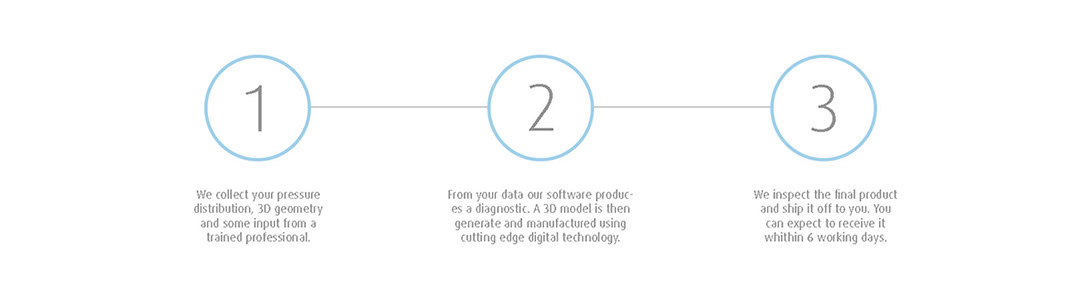 1
2
3
We collect your pressure
distribution, 3D geometry
and some input from a
trained professional.
From your data our software produc-
es a diagnostic. A 3D model is then
generate and manufactured using
cutting edge digital technology.
We inspect the final product
and ship it off to you. You
can expect to receive it
whithin 6 working days.